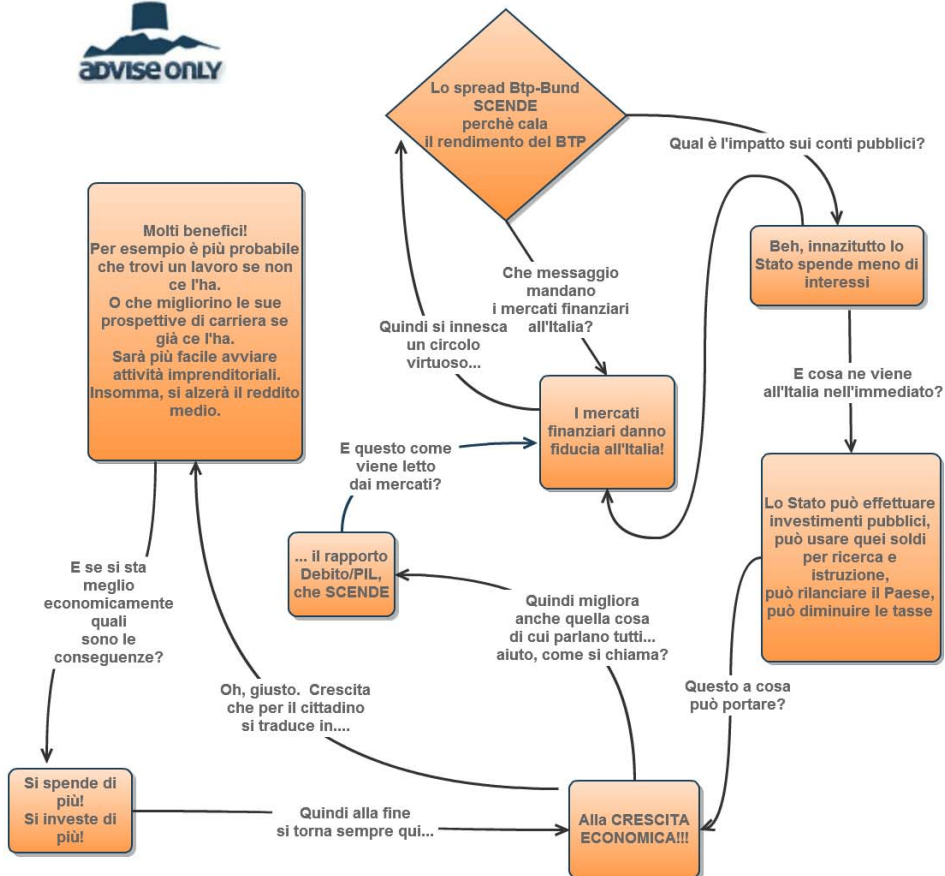 ADVISE ONLY
Lo spread Btp-Bund
SCENDE
perchè cala
il rendimento del BTP
Qual è l'impatto sui conti pubblici?
Beh, innazitutto lo
Stato spende meno di
interessi
Che messaggio
mandano
i mercati finanziari
all'Italia?
Quindi si innesca
un circolo
virtuoso...
Molti benefici!
Per esempio è più probabile
che trovi un lavoro se non
ce l'ha.
O che migliorino le sue
prospettive di carriera se
già ce l'ha.
Sarà più facile avviare
attività imprenditoriali.
Insomma, si alzerà il reddito
medio.
E cosa ne viene
all'Italia nell'immediato?
I mercati
finanziari danno
fiducia all'Italia!
E questo come
viene letto
dai mercati?
Lo Stato può effettuare
investimenti pubblici,
può usare quei soldi
per ricerca e
istruzione,
può rilanciare il Paese,
può diminuire le tasse
... il rapporto
Debito/PIL,
che SCENDE
E se si sta
meglio
economicamente
quali
sono le
conseguenze?
Quindi migliora
anche quella cosa
di cui parlano tutti...
aiuto, come si chiama?
Oh, giusto. Crescita
che per il cittadino
si traduce in....
Questo a cosa
può portare?
Si spende di
più!
Si investe di
più!
Quindi alla fine
si torna sempre qui...
Alla CRESCITA
ECONOMICA!!!